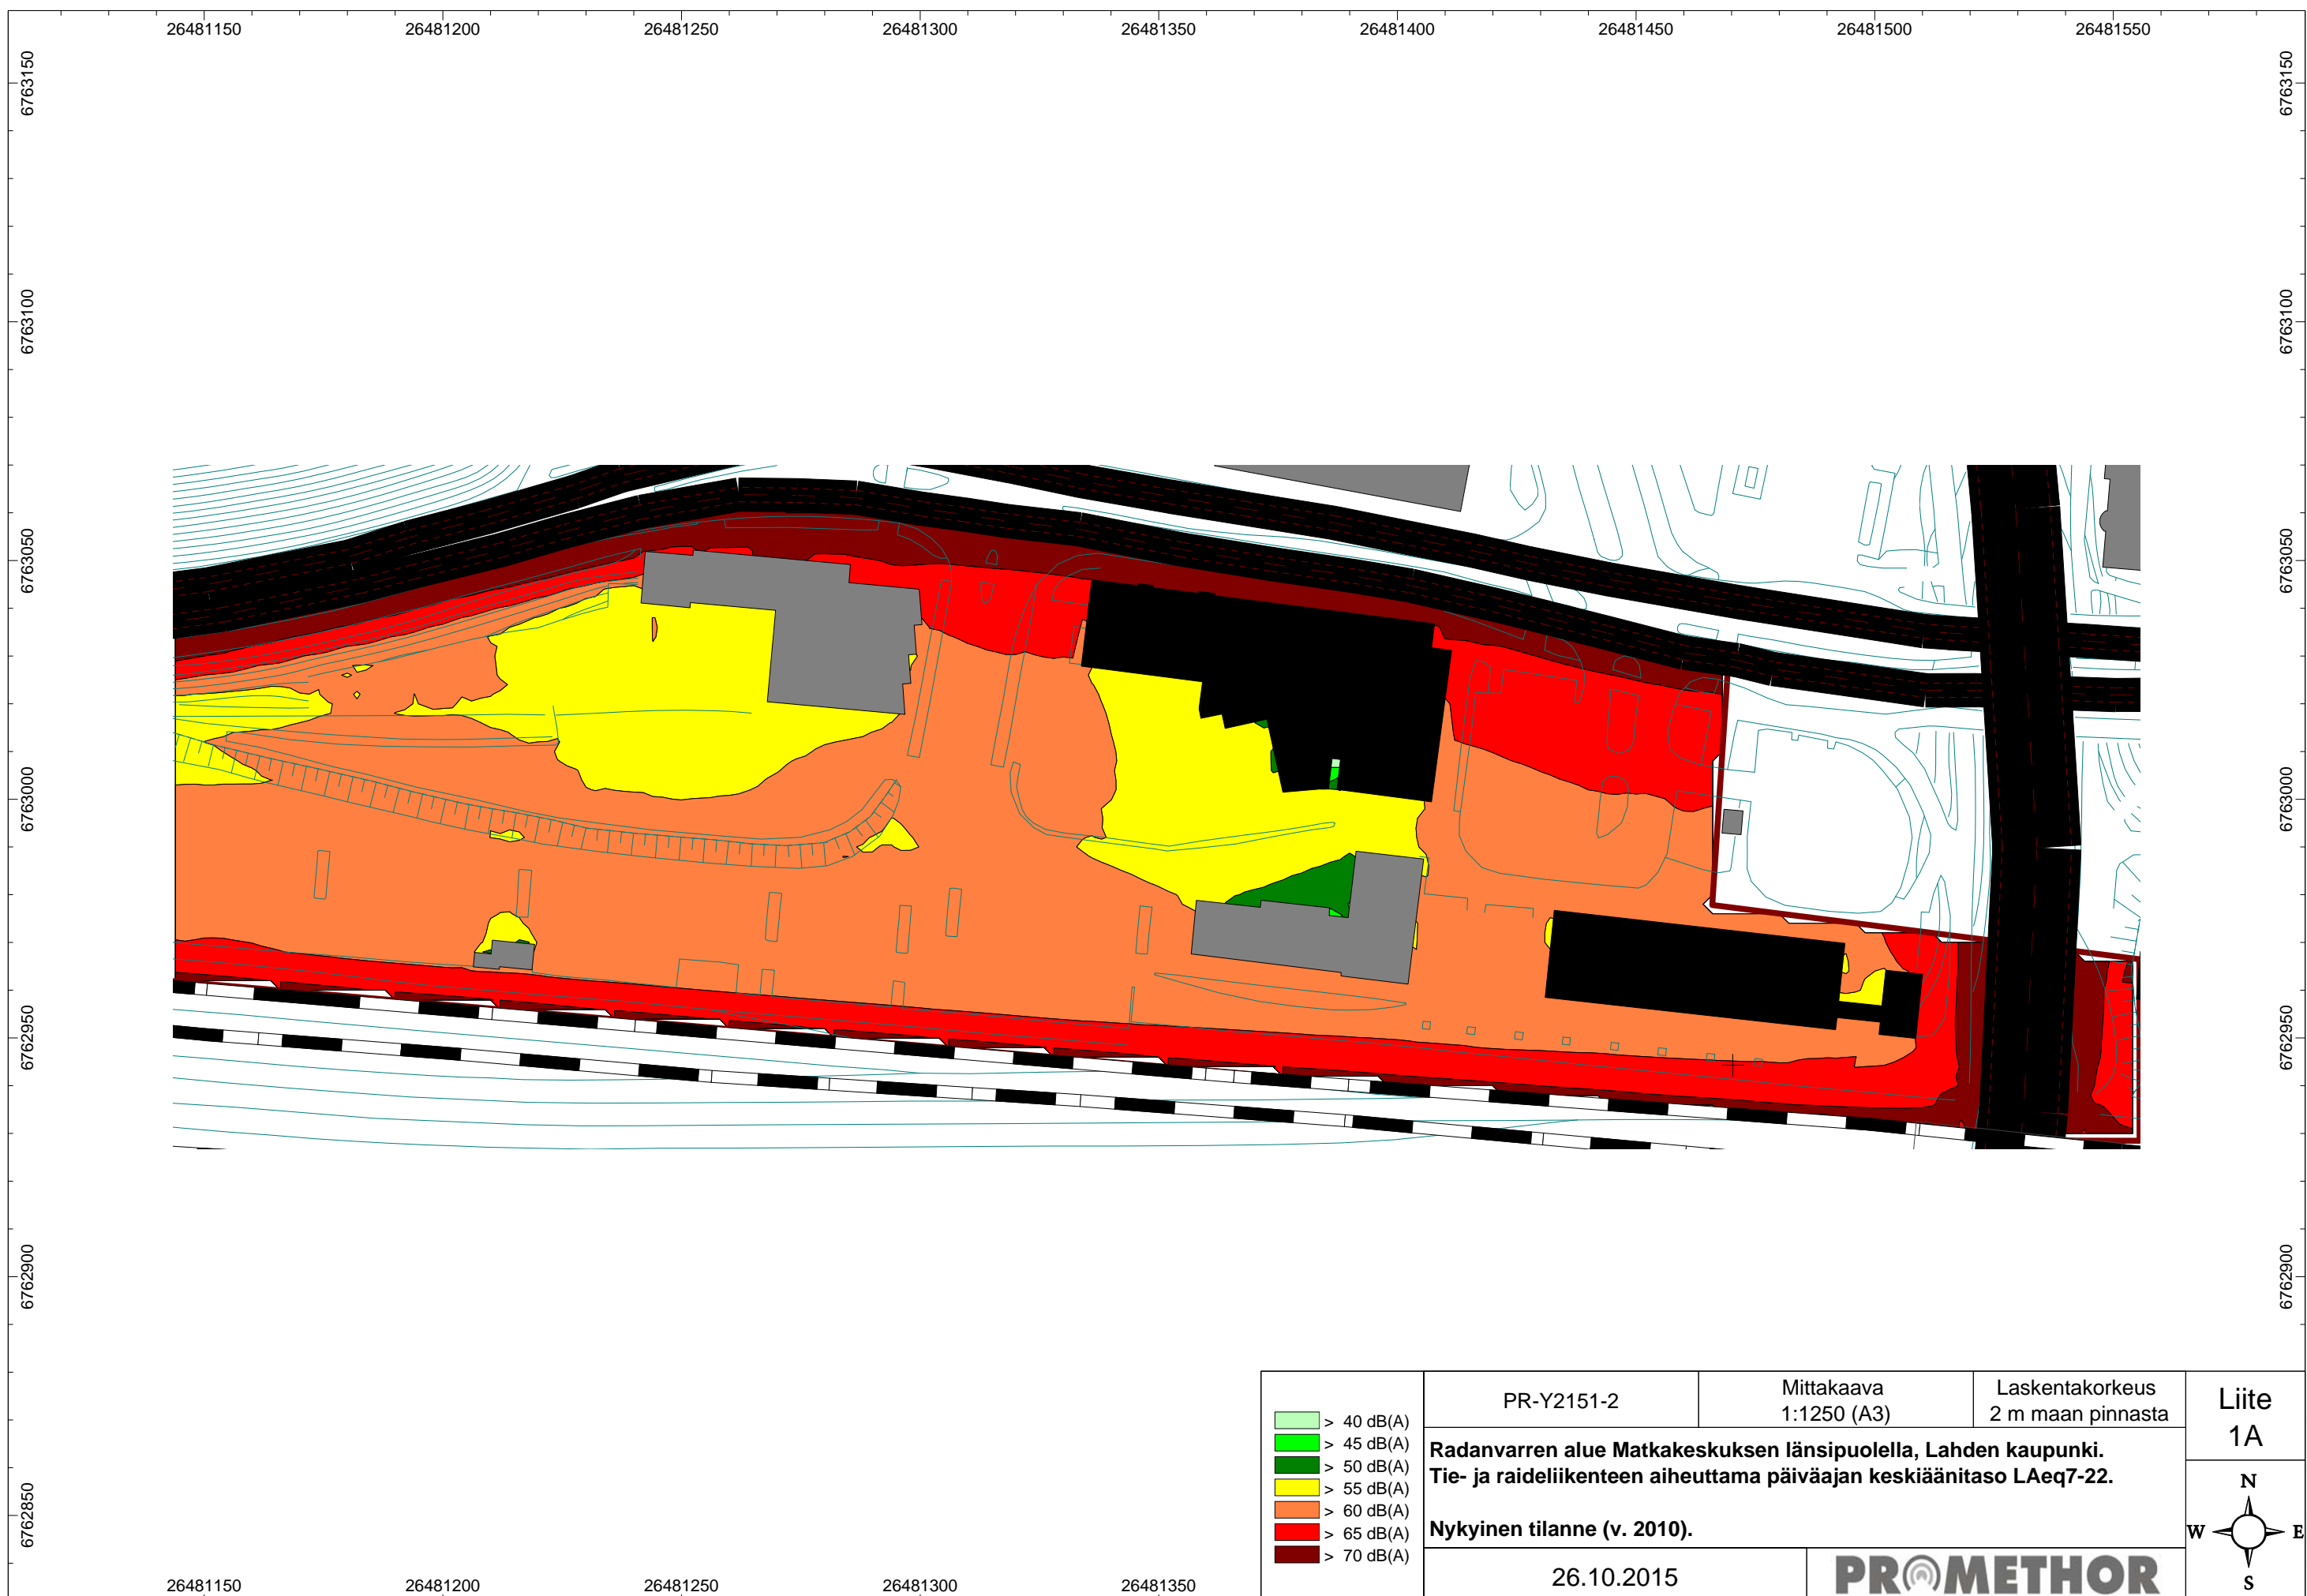 26481150 26481200 26481250 26481300 26481350 26481400 26481450 26481500 26481550
6763150 6763150
6763100 6763100
6763050 6763050
6763000 6763000
6762950 6762950
6762900 6762900
6762850
> 40 dB(A)
> 45 dB(A)
> 50 dB(A)
> 55 dB(A)
> 60 dB(A)
> 65 dB(A)
> 70 dB(A)
PR-Y2151-2
Mittakaava
1:1250 (A3)
Laskentakorkeus
2 m maan pinnasta
Liite
1A
Radanvarren alue Matkakeskuksen länsipuolella, Lahden kaupunki.
Tie- ja raideliikenteen aiheuttama päiväajan keskiäänitaso LAeq7-22.
Nykyinen tilanne (v. 2010).
N
W E
S
26.10.2015
PROMETHOR
26481150 26481200 26481250 26481300 26481350